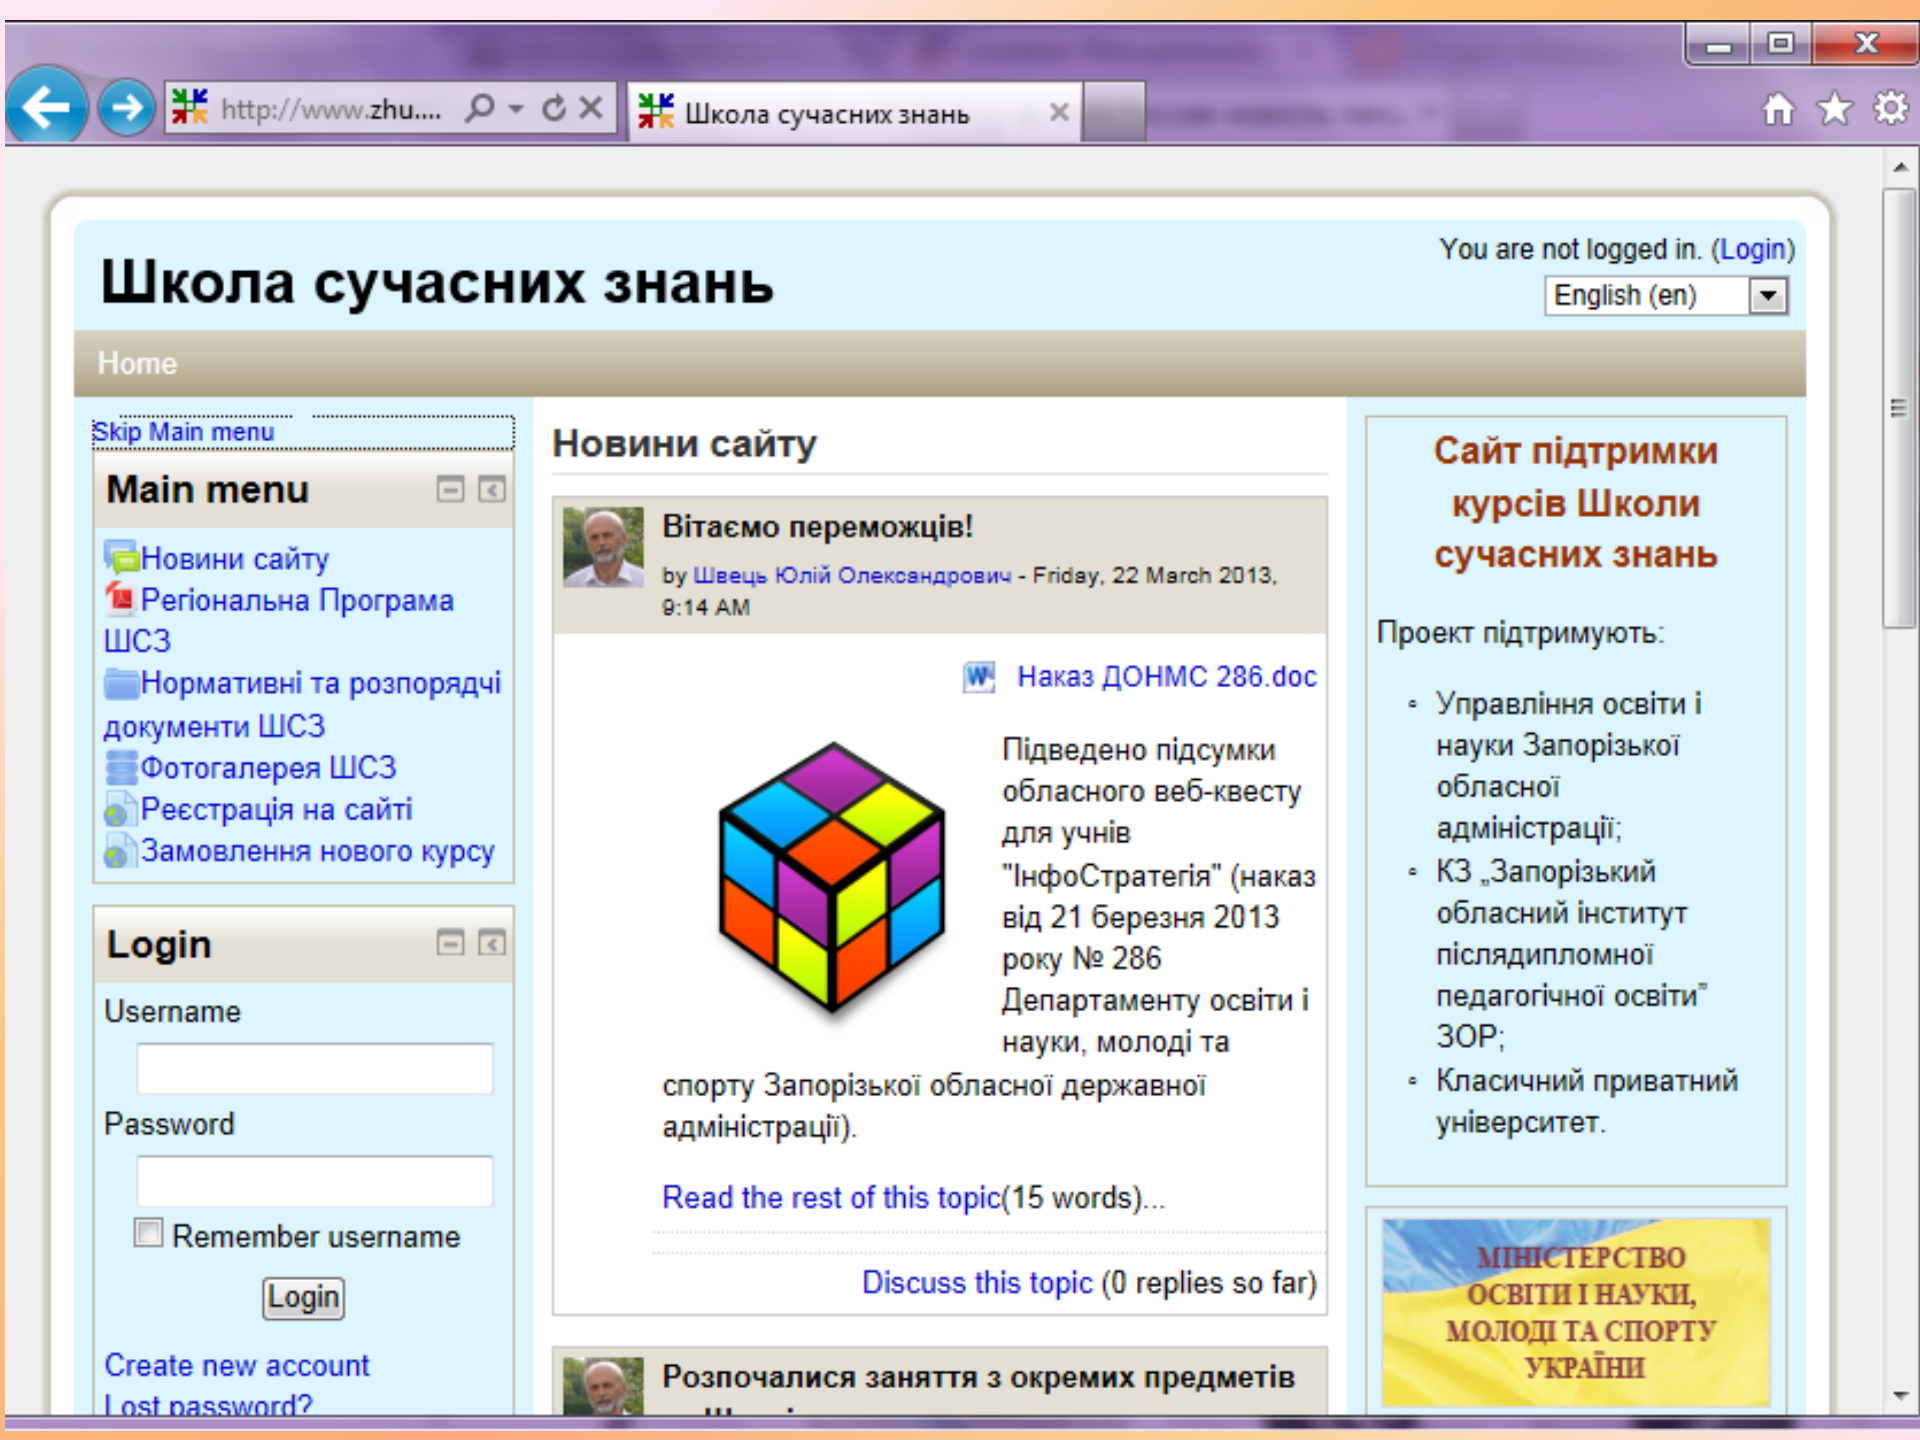 http://www.zhu....
Школа сучасних знань
Школа сучасних знань
You are not logged in. (Login)
English (en)
Home
Skip Main menu
Main menu
Новини сайту
Регіональна Програма
ШСЗ
Нормативні та розпорядчі
документи ШСЗ
Фотогалерея ШСЗ
Реєстрація на сайті
Замовлення нового курсу
Login
Username
Password
Remember username
Login
Create new account
Lost password?
Новини сайту
Вітаємо переможців!
by Швець Юлій Олександрович - Friday, 22 March 2013,
9:14 AM
Наказ ДОНМС 286.doc
Підведено підсумки
обласного веб-квесту
для учнів
"ІнфоСтратегія" (наказ
від 21 березня 2013
року № 286
Департаменту освіти і
науки, молоді та
спорту Запорізької обласної державної
адміністрації).
Read the rest of this topic(15 words)...
Discuss this topic (0 replies so far)
Розпочалися заняття з окремих предметів
Сайт підтримки
курсів Школи
сучасних знань
Проект підтримують:
Управління освіти і
науки Запорізької
обласної
адміністрації;
КЗ „Запорізький
обласний інститут
післядипломної
педагогічної освіти”
ЗОР;
Класичний приватний
університет.
МІНІСТЕРСТВО
ОСВІТИ І НАУКИ,
МОЛОДІ ТА СПОРТУ
УКРАЇНИ